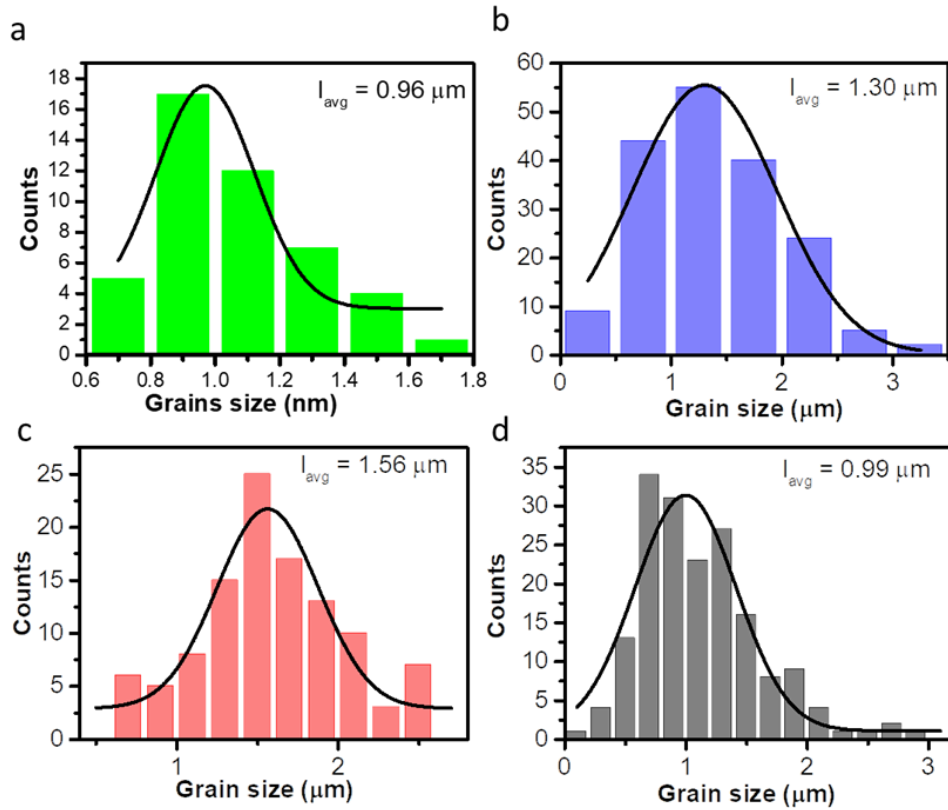 a
l avg = 0.96 μm
Counts
18
16
14
12
10
8
6
4
2
0
0.6 0.8 1.0 1.2 1.4 1.6 1.8
Grains size (nm)
b
l avg = 1.30 μm
Counts
60
50
40
30
20
10
0
0 1 2 3
Grain size (μm)
c
l avg = 1.56 μm
Counts
25
20
15
10
5
0
1 2
Grain size (μm)
d
l avg = 0.99 μm
Counts
35
30
25
20
15
10
5
0
0 1 2 3
Grain size (μm)